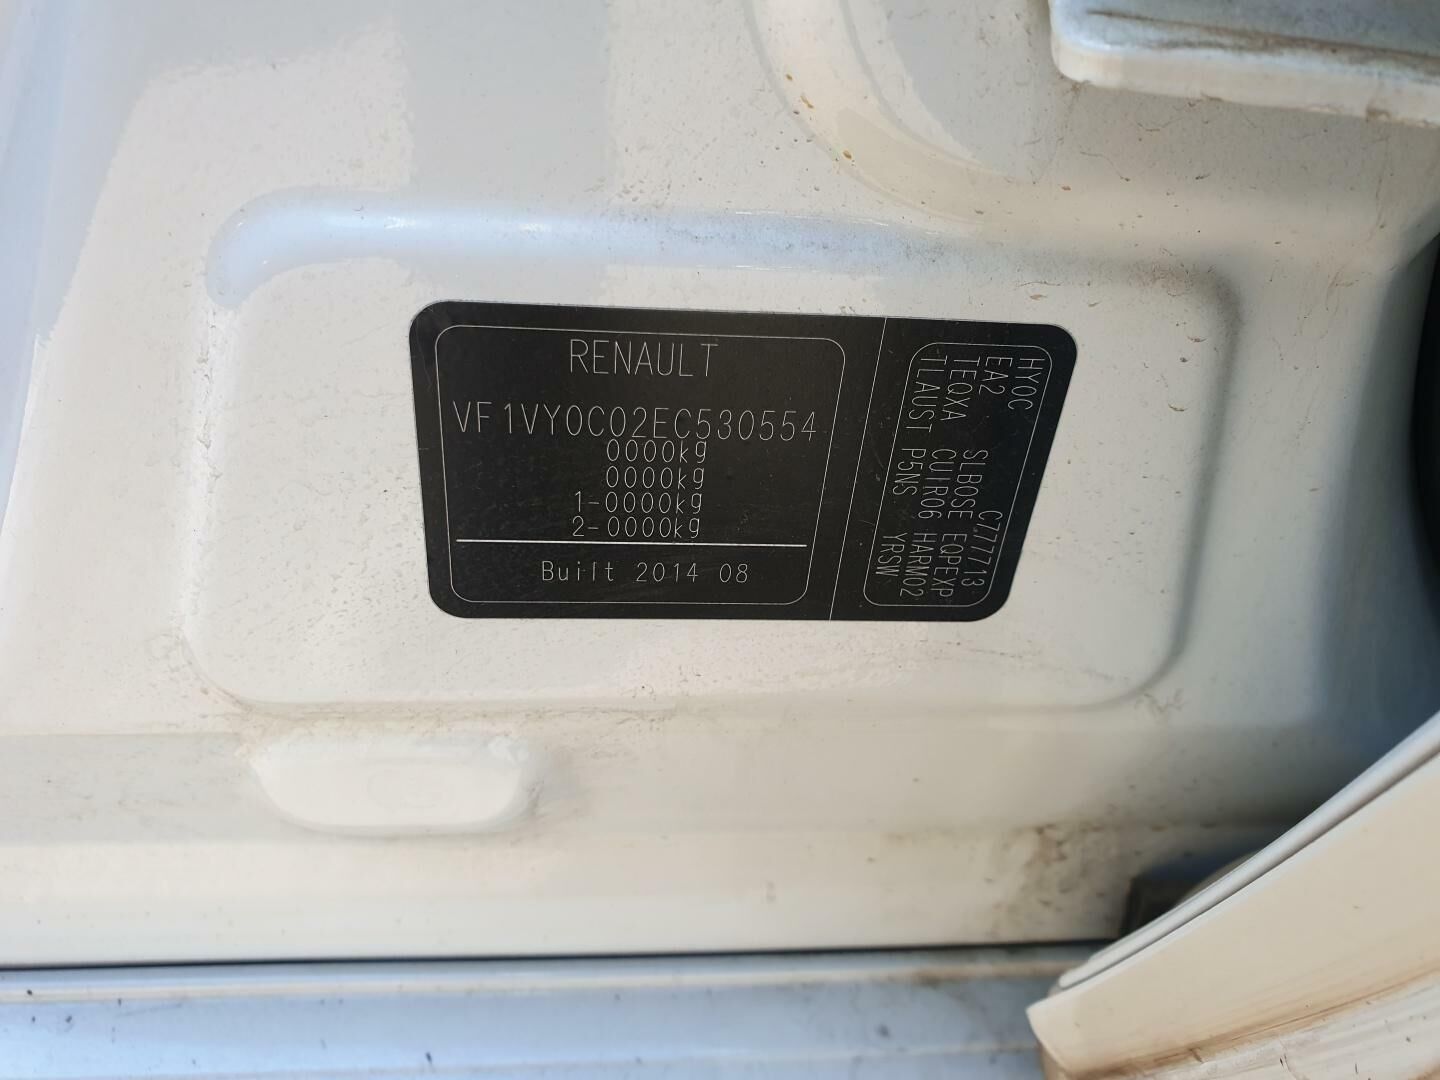 RENAULT
VF1VY0C02EC530554
0000kg
0000kg
1-0000kg
2-0000kg
Built 2014 08
HY0C C777713
EA2 SLBOSE EQPEXP
TEQXA CUIR06 HARM02
TLAUST P5NS YRSW